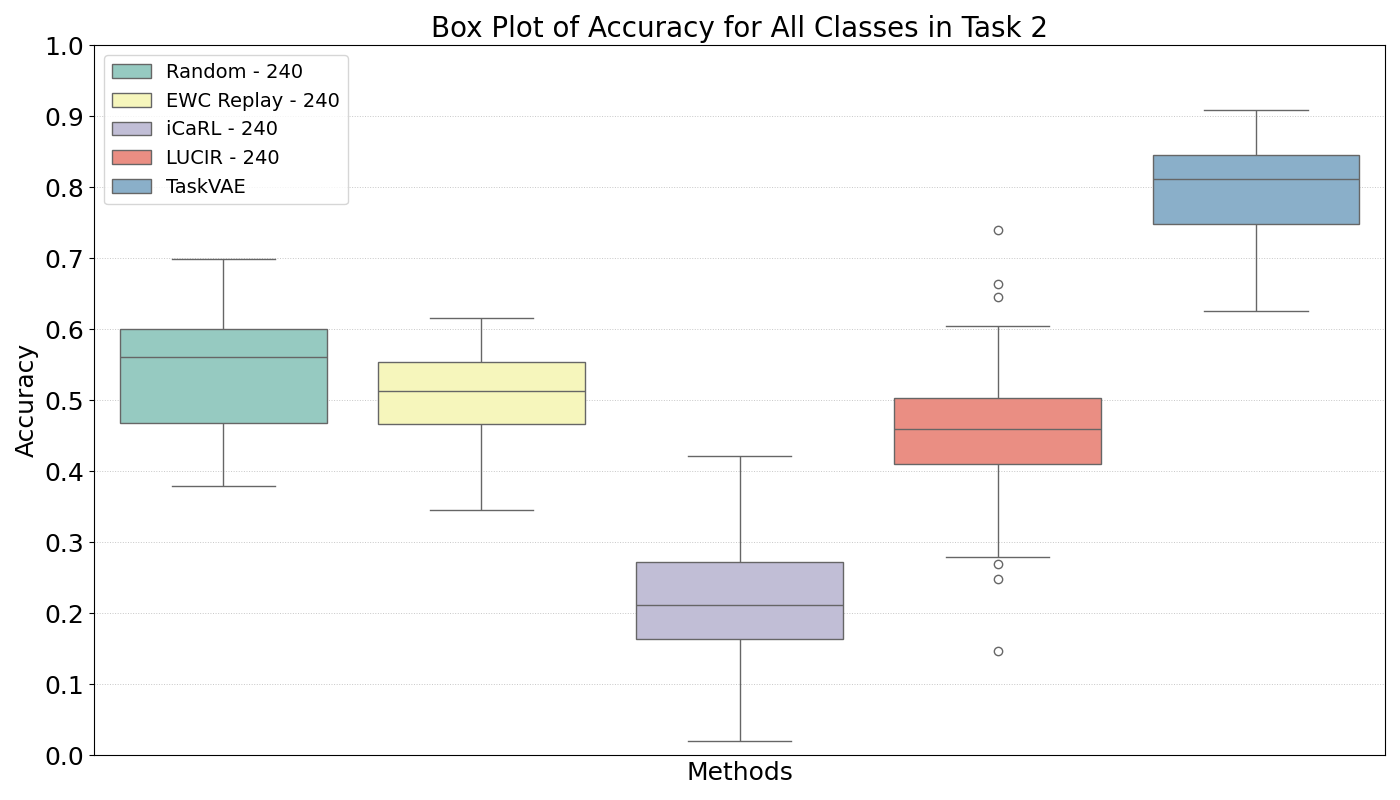 Box Plot of Accuracy for All Classes in Task 2
1.0
0.9
0.8
0.7
0.6
0.5
0.4
0.3
0.2
0.1
0.0
Accuracy
Random - 240
EWC Replay - 240
iCaRL - 240
LUCIR - 240
TaskVAE
Methods